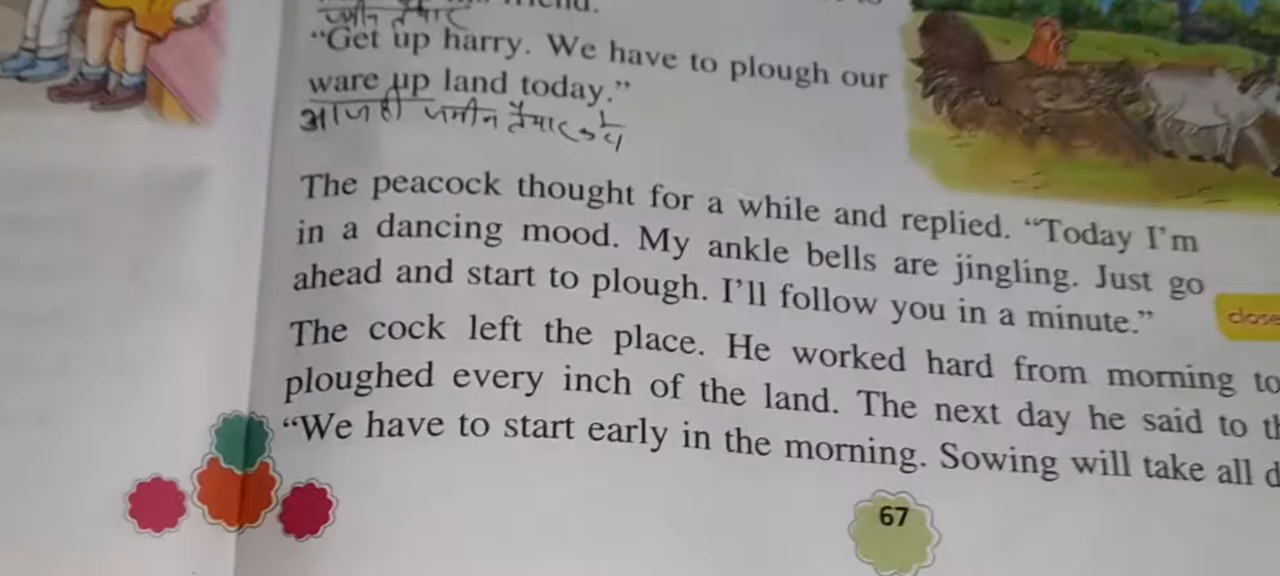 "Get up harry. We have to plough our
ware up land today."
आज ही जमीन तैयार करें
The peacock thought for a while and replied. "Today I'm
in a dancing mood. My ankle bells are jingling. Just go
ahead and start to plough. I'll follow you in a minute."
close
The cock left the place. He worked hard from morning to
ploughed every inch of the land. The next day he said to
"We have to start early in the morning. Sowing will take all
67